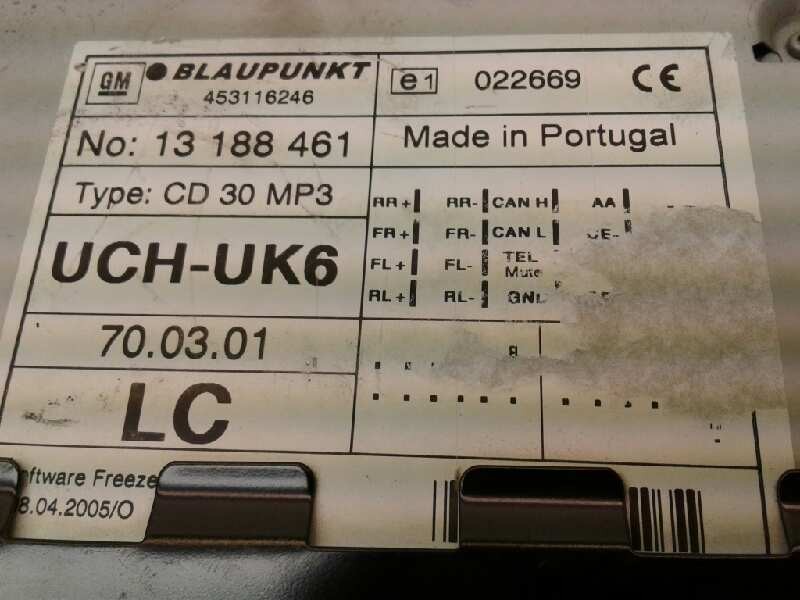 GM BLAUPUNKT
453116246
e1 022669 CE
No: 13 188 461
Made in Portugal
Type: CD 30 MP3
UCH-UK6
70.03.01
LC
RR+ RR- CAN H AA
FR+ FR- CAN L
FL+ FL- TEL
Mute
RL+ RL-
Software Freeze
8.04.2005/O